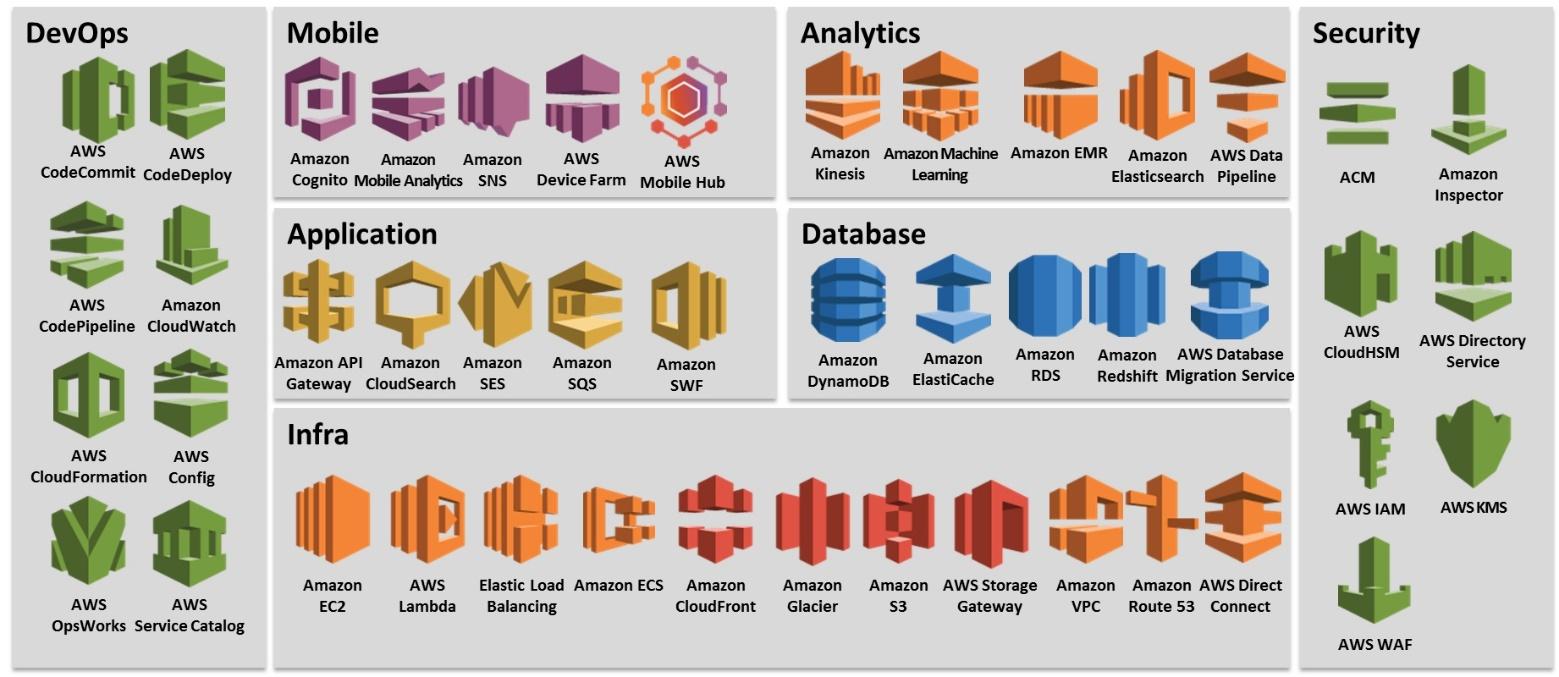 DevOps
AWS
CodeCommit
AWS
CodeDeploy
AWS
CodePipeline
Amazon
CloudWatch
AWS
CloudFormation
AWS
Config
AWS
OpsWorks
AWS
Service Catalog
Mobile
Amazon
Cognito
Amazon
Mobile Analytics
Amazon
SNS
AWS
Device Farm
AWS
Mobile Hub
Analytics
Amazon
Kinesis
Amazon Machine
Learning
Amazon EMR
Amazon
Elasticsearch
AWS Data
Pipeline
Application
Amazon API
Gateway
Amazon
CloudSearch
Amazon
SES
Amazon
SQS
Amazon
SWF
Database
Amazon
DynamoDB
Amazon
ElastiCache
Amazon
RDS
Amazon
Redshift
AWS Database
Migration Service
Infra
Amazon
EC2
AWS
Lambda
Elastic Load
Balancing
Amazon ECS
Amazon
CloudFront
Amazon
Glacier
Amazon
S3
AWS Storage
Gateway
Amazon
VPC
Amazon
Route 53
AWS Direct
Connect
Security
ACM
Amazon
Inspector
AWS
CloudHSM
AWS Directory
Service
AWS IAM
AWS KMS
AWS WAF